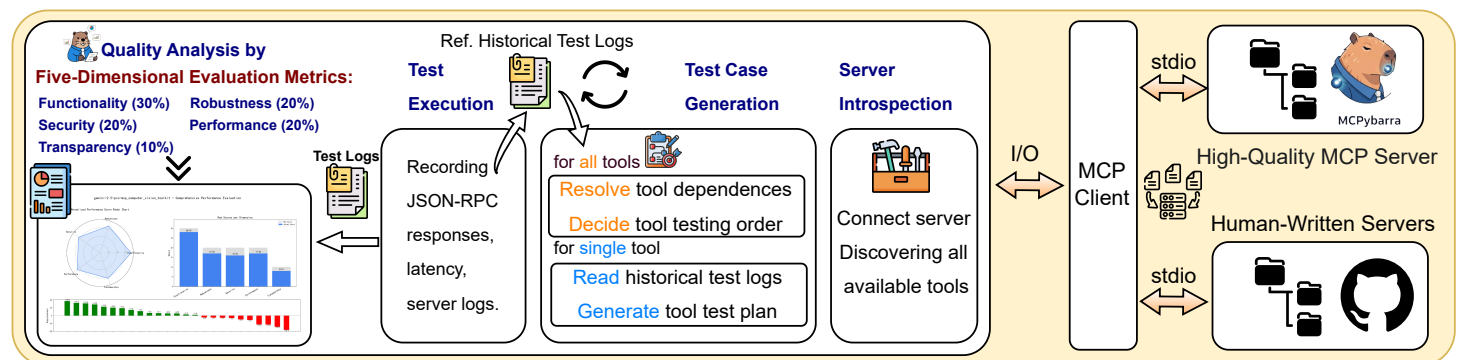 Quality Analysis by
Five-Dimensional Evaluation Metrics:
Functionality (30%) Robustness (20%)
Security (20%) Performance (20%)
Transparency (10%)
Test Logs
Ref. Historical Test Logs
Test
Execution
Recording
JSON-RPC
responses,
latency,
server logs.
Test Case
Generation
for all tools
Resolve tool dependences
Decide tool testing order
for single tool
Read historical test logs
Generate tool test plan
Server
Introspection
Connect server
Discovering all
available tools
I/O
MCP
Client
stdio
MCPybarra
High-Quality MCP Server
Human-Written Servers
stdio